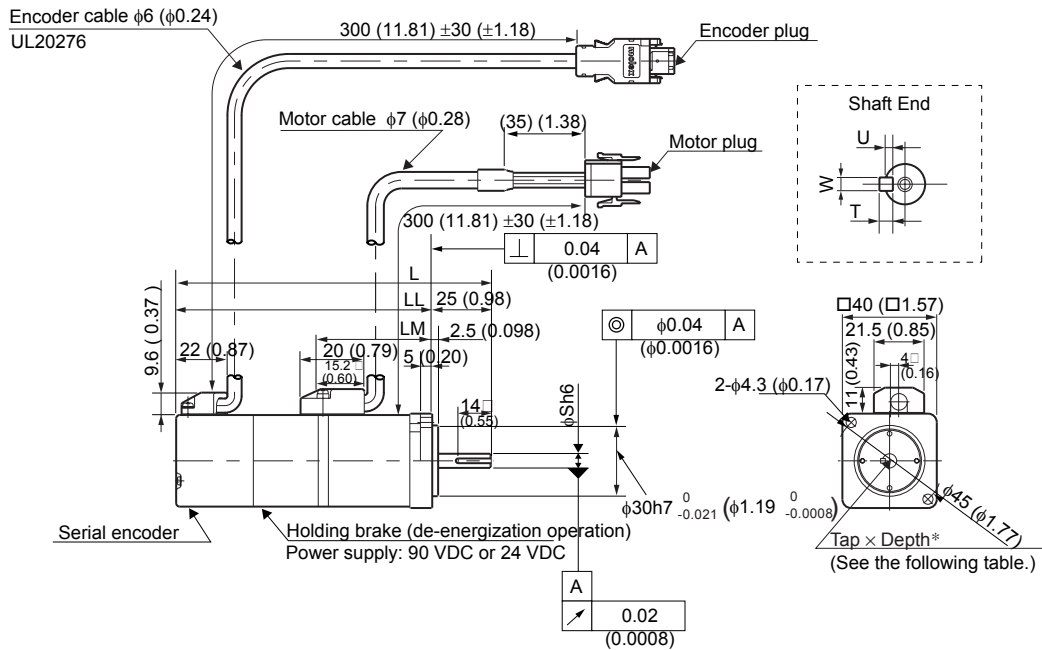 Encoder cable ϕ6 (ϕ0.24)
UL20276
300 (11.81) ±30 (±1.18)
Encoder plug
molex
Motor cable ϕ7 (ϕ0.28)
(35) (1.38)
Motor plug
300 (11.81) ±30 (±1.18)
Shaft End
U
W
T
⊥ 0.04 A
(0.0016)
L
LL 25 (0.98)
LM 2.5 (0.098)
9.6 ( 0.37 )
22 (0.87)
20 (0.79)
5 (0.20)
15.2□
(0.60)
14□
(0.55)
ϕSh6
◎ ϕ0.04 A
(ϕ0.0016)
ϕ30h7 0 -0.021 (ϕ1.19 0 -0.0008)
□40 (□1.57)
21.5 (0.85)
4□
(0.16)
11 (0.43)
2-ϕ4.3 (ϕ0.17)
ϕ45 (ϕ1.77)
Tap × Depth*
(See the following table.)
Serial encoder
Holding brake (de-energization operation)
Power supply: 90 VDC or 24 VDC
A
↗ 0.02
(0.0008)